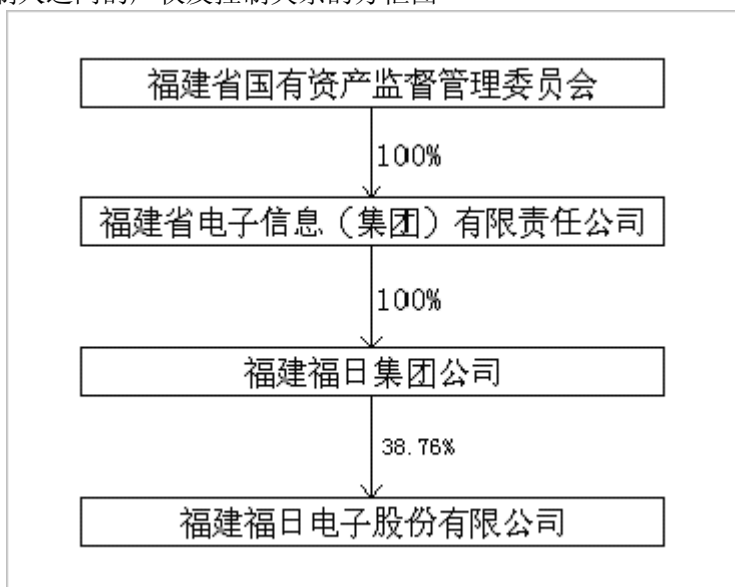 福建省国有资产监督管理委员会
100%
福建省电子信息（集团）有限责任公司
100%
福建福日集团公司
38.76%
福建福日电子股份有限公司